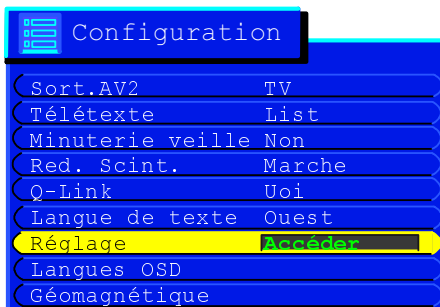 Configuration
Sort.AV2 TV
Télétexte List
Minuterie veille Non
Red. Scint. Marche
Q-Link Uoi
Langue de texte Ouest
Réglage Accéder
Langues OSD
Géomagnétique